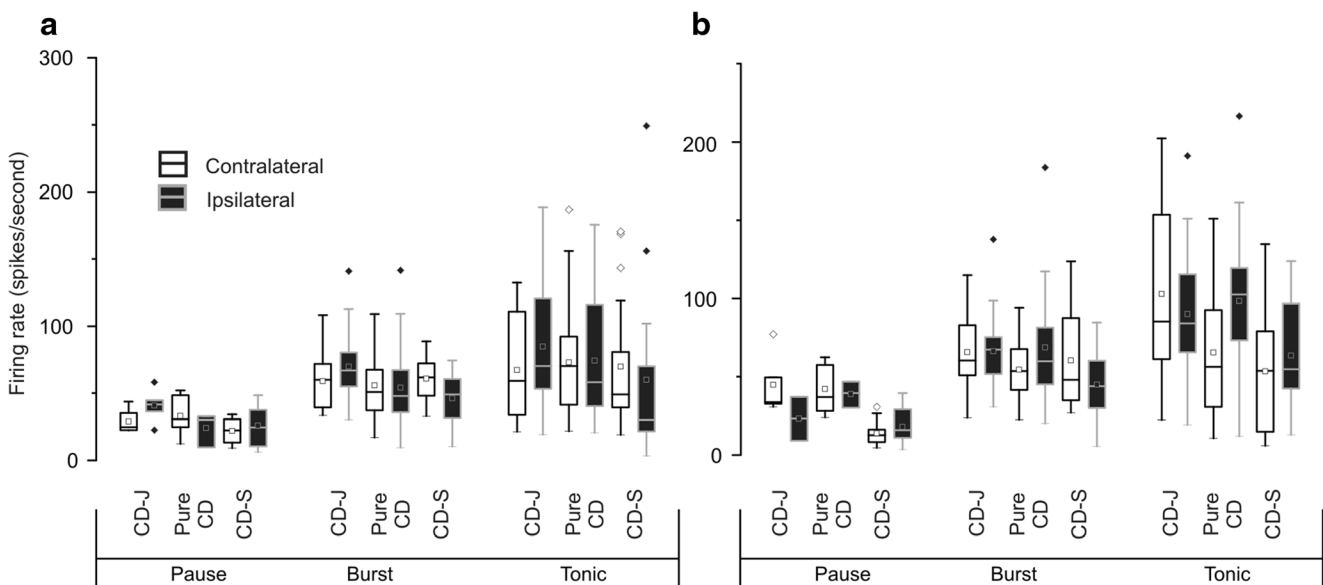 a
b
Firing rate (spikes/second)
300
200
100
0
Contralateral
Ipsilateral
200
100
0
CD-J
Pure
CD
CD-S
CD-J
Pure
CD
CD-S
CD-J
Pure
CD
CD-S
Pause
Burst
Tonic
CD-J
Pure
CD
CD-S
CD-J
Pure
CD
CD-S
CD-J
Pure
CD
CD-S
Pause
Burst
Tonic